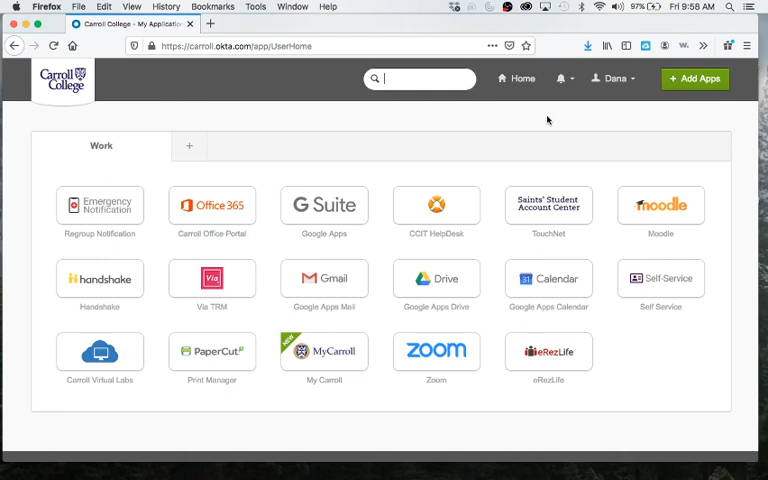 Firefox File Edit View History Bookmarks Tools Window Help 97% Fri 9:58 AM
Carroll College - My Application
https://carroll.okta.com/app/UserHome
Carroll College
Home
Dana
+ Add Apps
Work
+
Emergency Notification
Office 365
G Suite
Saints' Student Account Center
moodle
Regroup Notification
Carroll Office Portal
Google Apps
CCIT HelpDesk
TouchNet
Moodle
handshake
Via
Gmail
Drive
31 Calendar
Self-Service
Handshake
Via TRM
Google Apps Mail
Google Apps Drive
Google Apps Calendar
Self Service
PaperCut
NEW
MyCarroll
zoom
eRezLife
Carroll Virtual Labs
Print Manager
My Carroll
Zoom
eRezLife